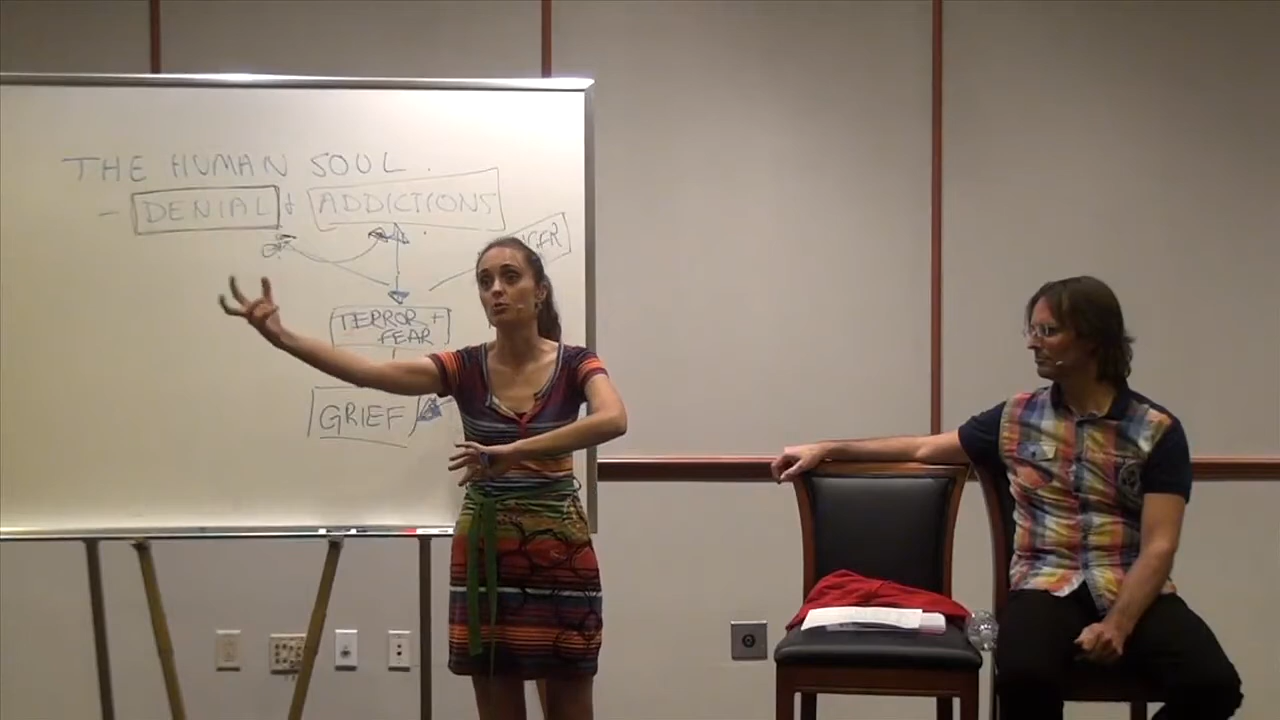 THE HUMAN SOUL.
- DENIAL & ADDICTIONS
TERROR +
FEAR
GRIEF